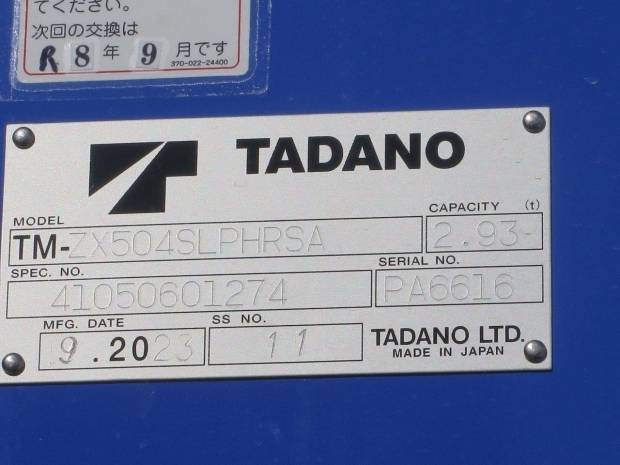 てください。
次回の交換は
R8年9月です
370-022-24400
TADANO
MODEL
TM-ZX504SLPHRSA
CAPACITY (t)
2.93
SPEC. NO.
41050601274
SERIAL NO.
PA6616
MFG. DATE
9.2023
SS NO.
11
TADANO LTD.
MADE IN JAPAN